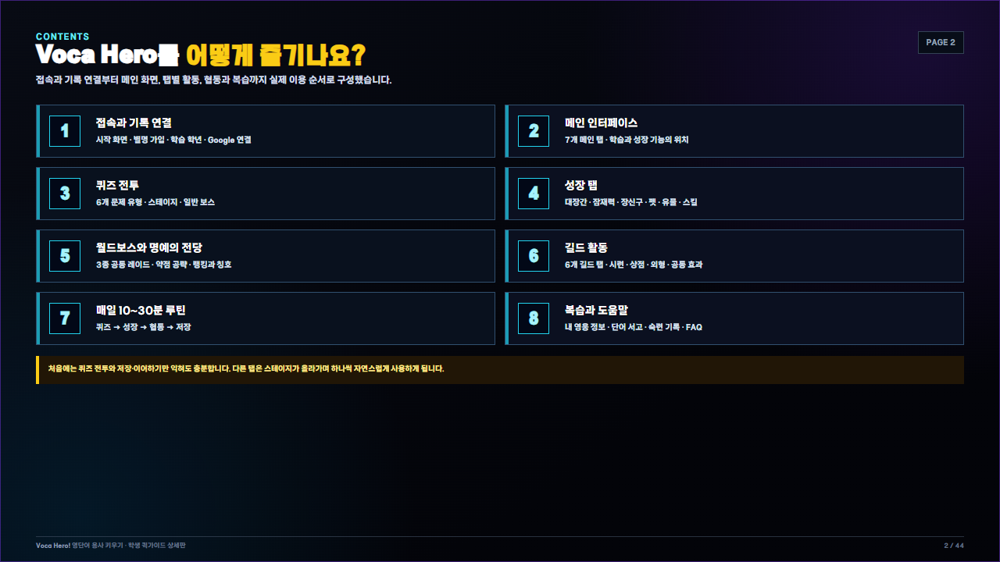 CONTENTS
Voca Hero를 어떻게 즐기나요?
PAGE 2
접속과 기록 연결부터 메인 화면, 탭별 활동, 협동과 복습까지 실제 이용 순서로 구성했습니다.
1
접속과 기록 연결
시작 화면 · 별명 가입 · 학습 학년 · Google 연결
2
메인 인터페이스
7개 메인 탭 · 학습과 성장 기능의 위치
3
퀴즈 전투
6개 문제 유형 · 스테이지 · 일반 보스
4
성장 탭
대장간 · 잠재력 · 장신구 · 펫 · 유물 · 스킬
5
월드보스와 명예의 전당
3종 공통 레이드 · 약점 공략 · 랭킹과 칭호
6
길드 활동
6개 길드 탭 · 시련 · 상점 · 외형 · 공통 효과
7
매일 10~30분 루틴
퀴즈 → 성장 → 협동 → 저장
8
복습과 도움말
내 영웅 정보 · 단어 서고 · 숙련 기록 · FAQ
처음에는 퀴즈 전투와 저장·이어하기만 익혀도 충분합니다. 다른 탭은 스테이지가 올라가며 하나씩 자연스럽게 사용하게 됩니다.
Voca Hero! 영단어 용사 키우기 · 학생 퀵가이드 상세판
2 / 44